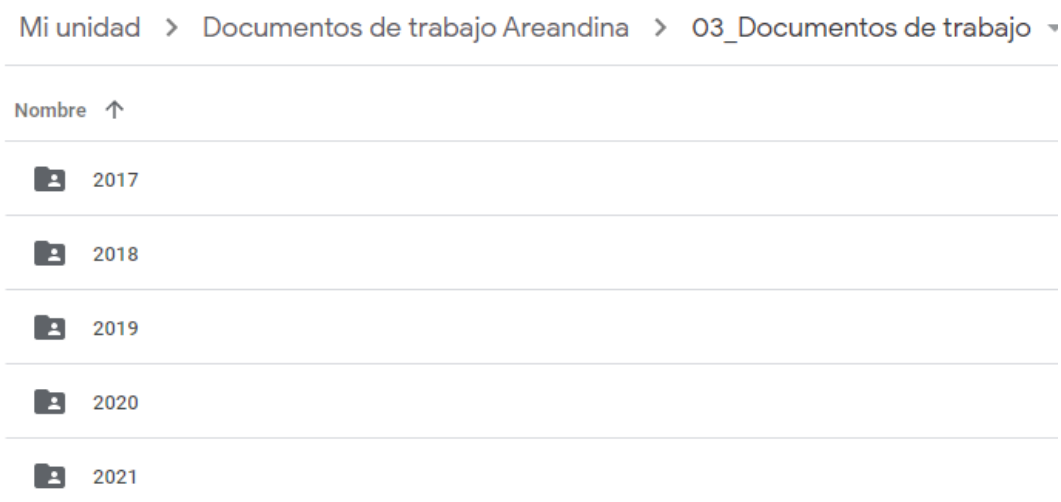 Mi unidad > Documentos de trabajo Areandina > 03_Documentos de trabajo
Nombre
2017
2018
2019
2020
2021